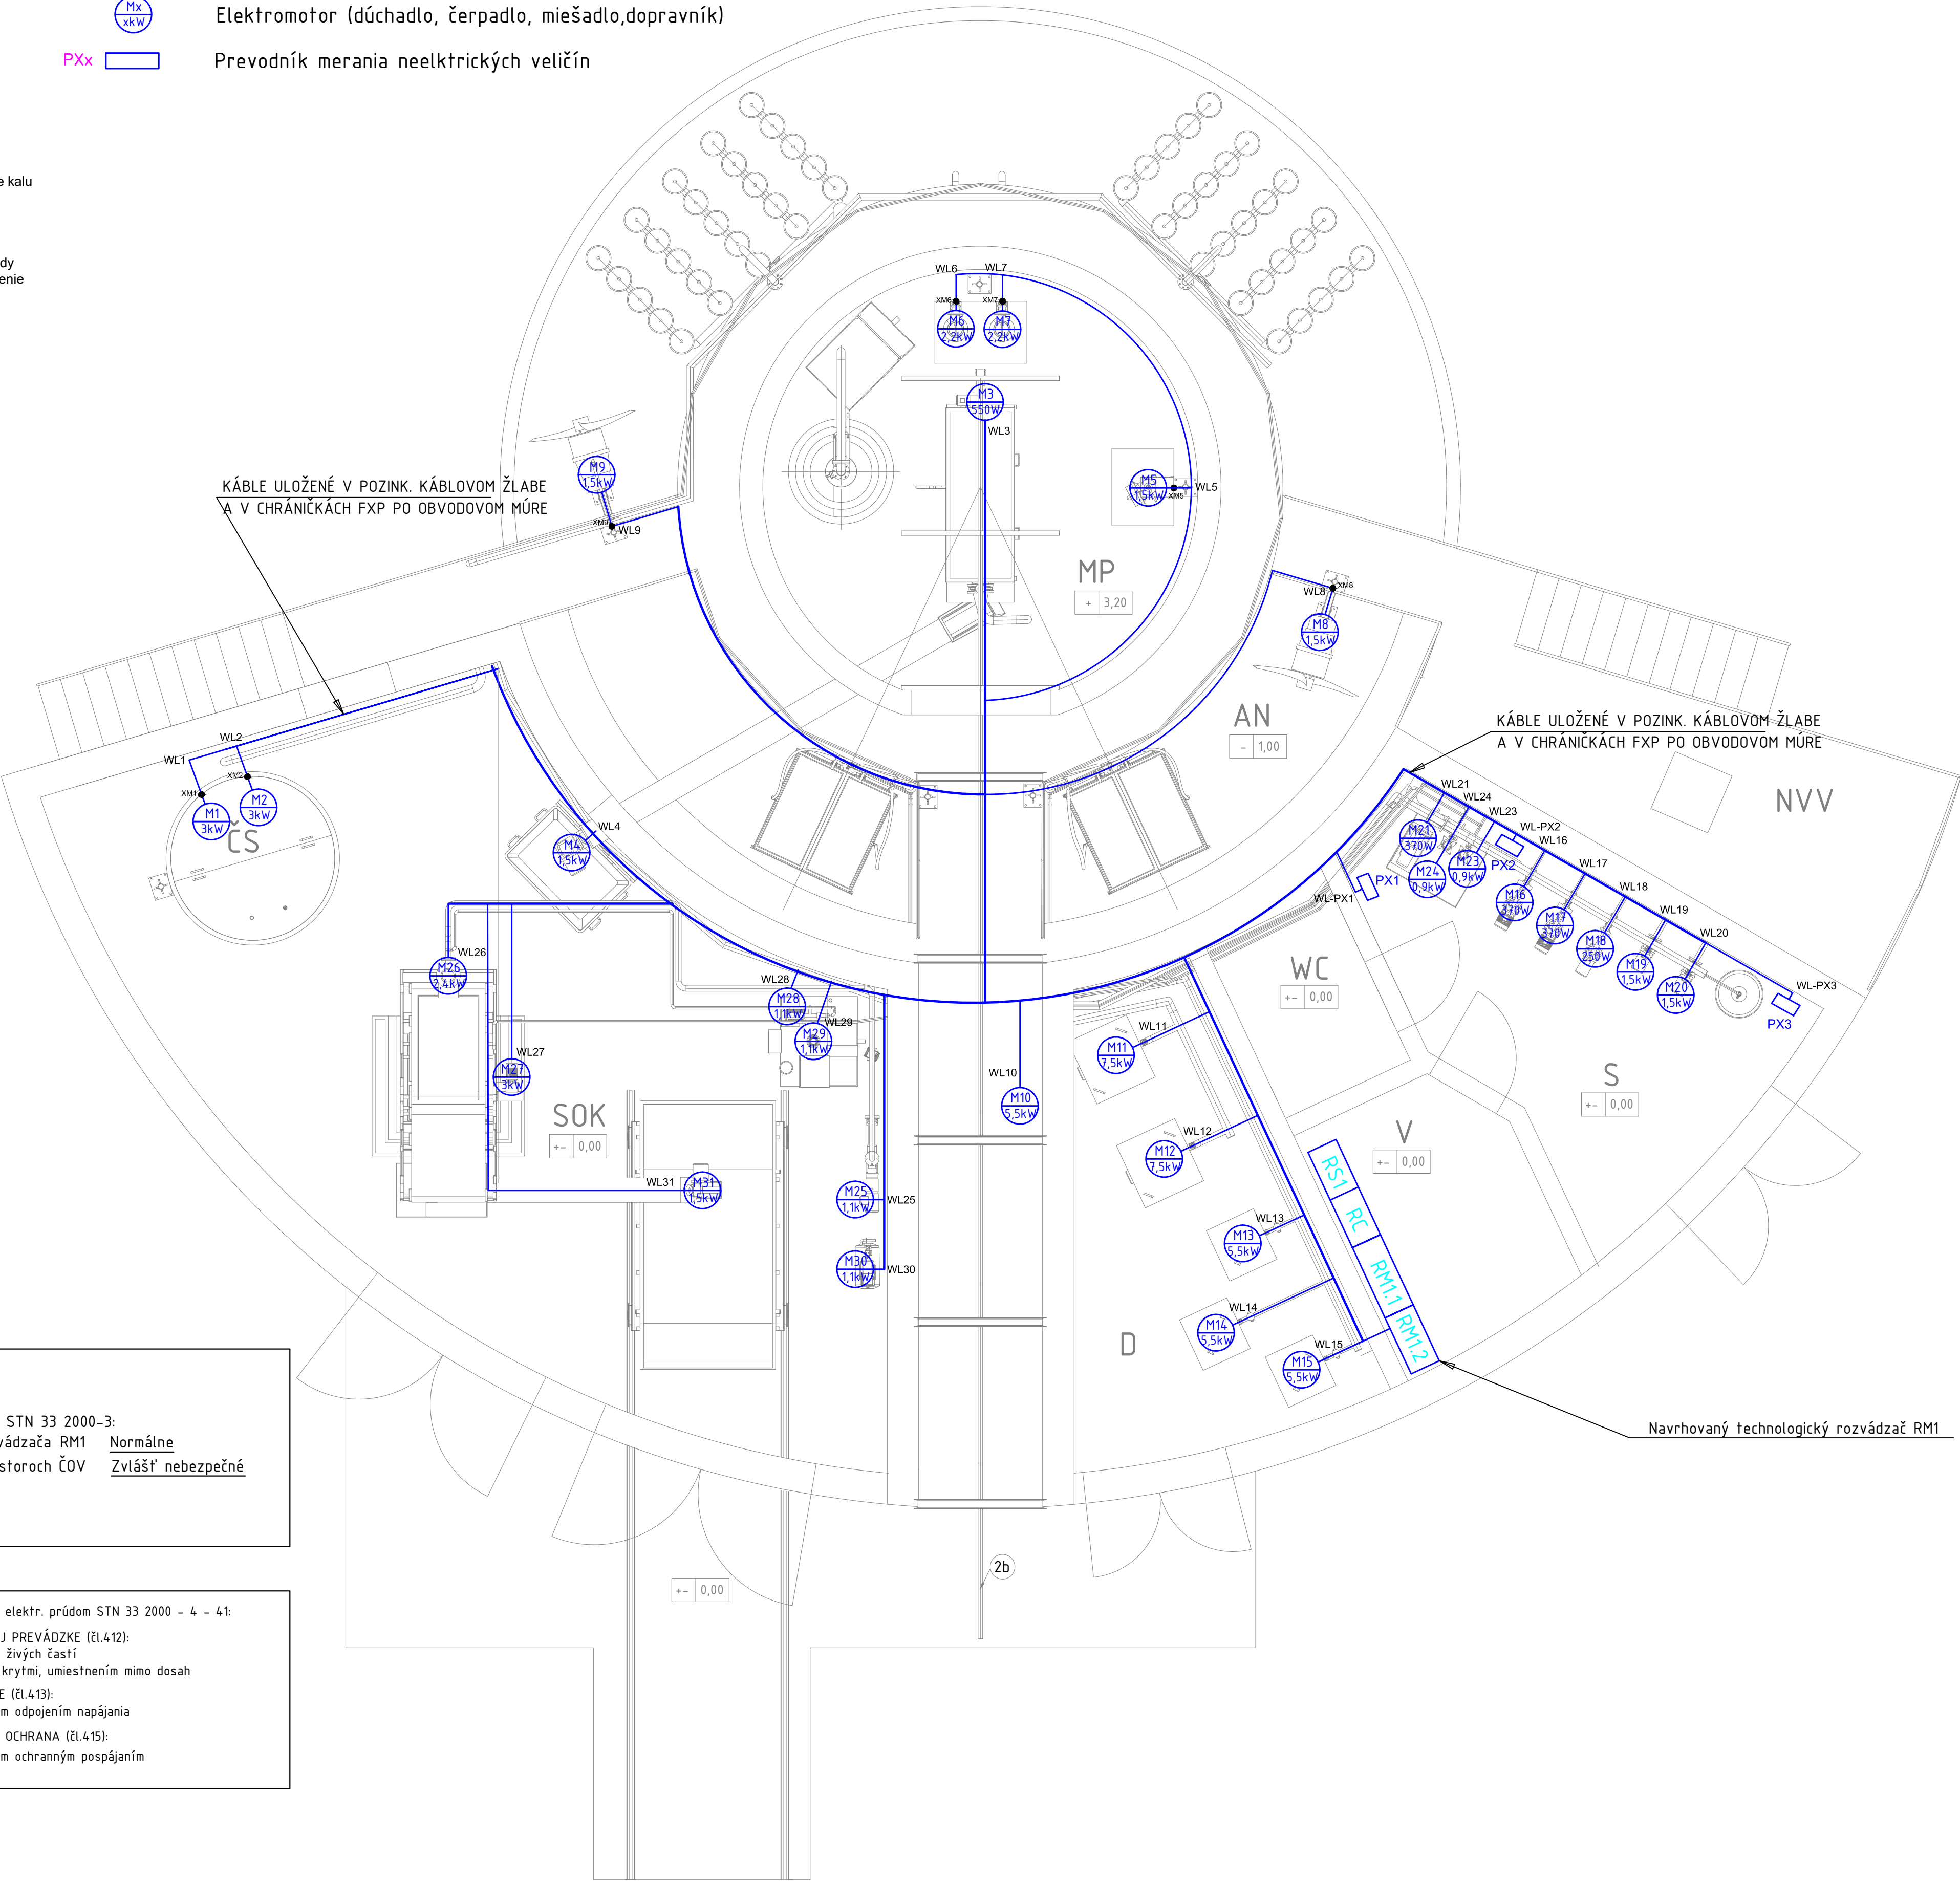 Mx
xkW
Elektromotor (dúchadlo, čerpadlo, miešadlo,dopravník)
PXx
Prevodník merania neelktrických veličín
e kalu
dy
enie
WL6
WL7
XM6
XM7
M6
2,2kW
M7
2,2kW
M3
550W
WL3
M9
1,5kW
XM9
WL9
M5
1,5kW
XM5
WL5
KÁBLE ULOŽENÉ V POZINK. KÁBLOVOM ŽLABE
A V CHRÁNIČKÁCH FXP PO OBVODOVOM MÚRE
MP
+ 3,20
XM8
WL8
M8
1,5kW
AN
- 1,00
KÁBLE ULOŽENÉ V POZINK. KÁBLOVOM ŽLABE
A V CHRÁNIČKÁCH FXP PO OBVODOVOM MÚRE
NVV
WL1
WL2
XM1
XM2
M1
3kW
M2
3kW
ČS
WL4
M4
1,5kW
WL21
WL24
WL23
WL-PX2
WL16
WL17
WL18
WL19
WL20
WL-PX3
M21
370W
M24
0,9kW
M23
0,9kW
PX2
PX1
WL-PX1
M16
370W
M17
370W
M18
250W
M19
1,5kW
M20
1,5kW
PX3
WL26
M26
2,4kW
WL28
M28
1,1kW
WL29
M29
1,1kW
WL27
M27
3kW
WC
+- 0,00
S
+- 0,00
WL11
M11
7,5kW
WL10
M10
5,5kW
SOK
+- 0,00
WL12
M12
7,5kW
V
+- 0,00
WL31
M31
1,5kW
M25
1,1kW
WL25
M30
1,1kW
WL30
WL13
M13
5,5kW
WL14
M14
5,5kW
WL15
M15
5,5kW
D
RS1
RC
RM1.1
RM1.2
Navrhovaný technologický rozvádzač RM1
STN 33 2000-3:
vádzača RM1 Normálne
storoch ČOV Zvlášť nebezpečné
2b
+- 0,00
elektr. prúdom STN 33 2000 - 4 - 41:
J PREVÁDZKE (čl.412):
živých častí
krytmi, umiestnením mimo dosah
E (čl.413):
m odpojením napájania
OCHRANA (čl.415):
m ochranným pospájaním